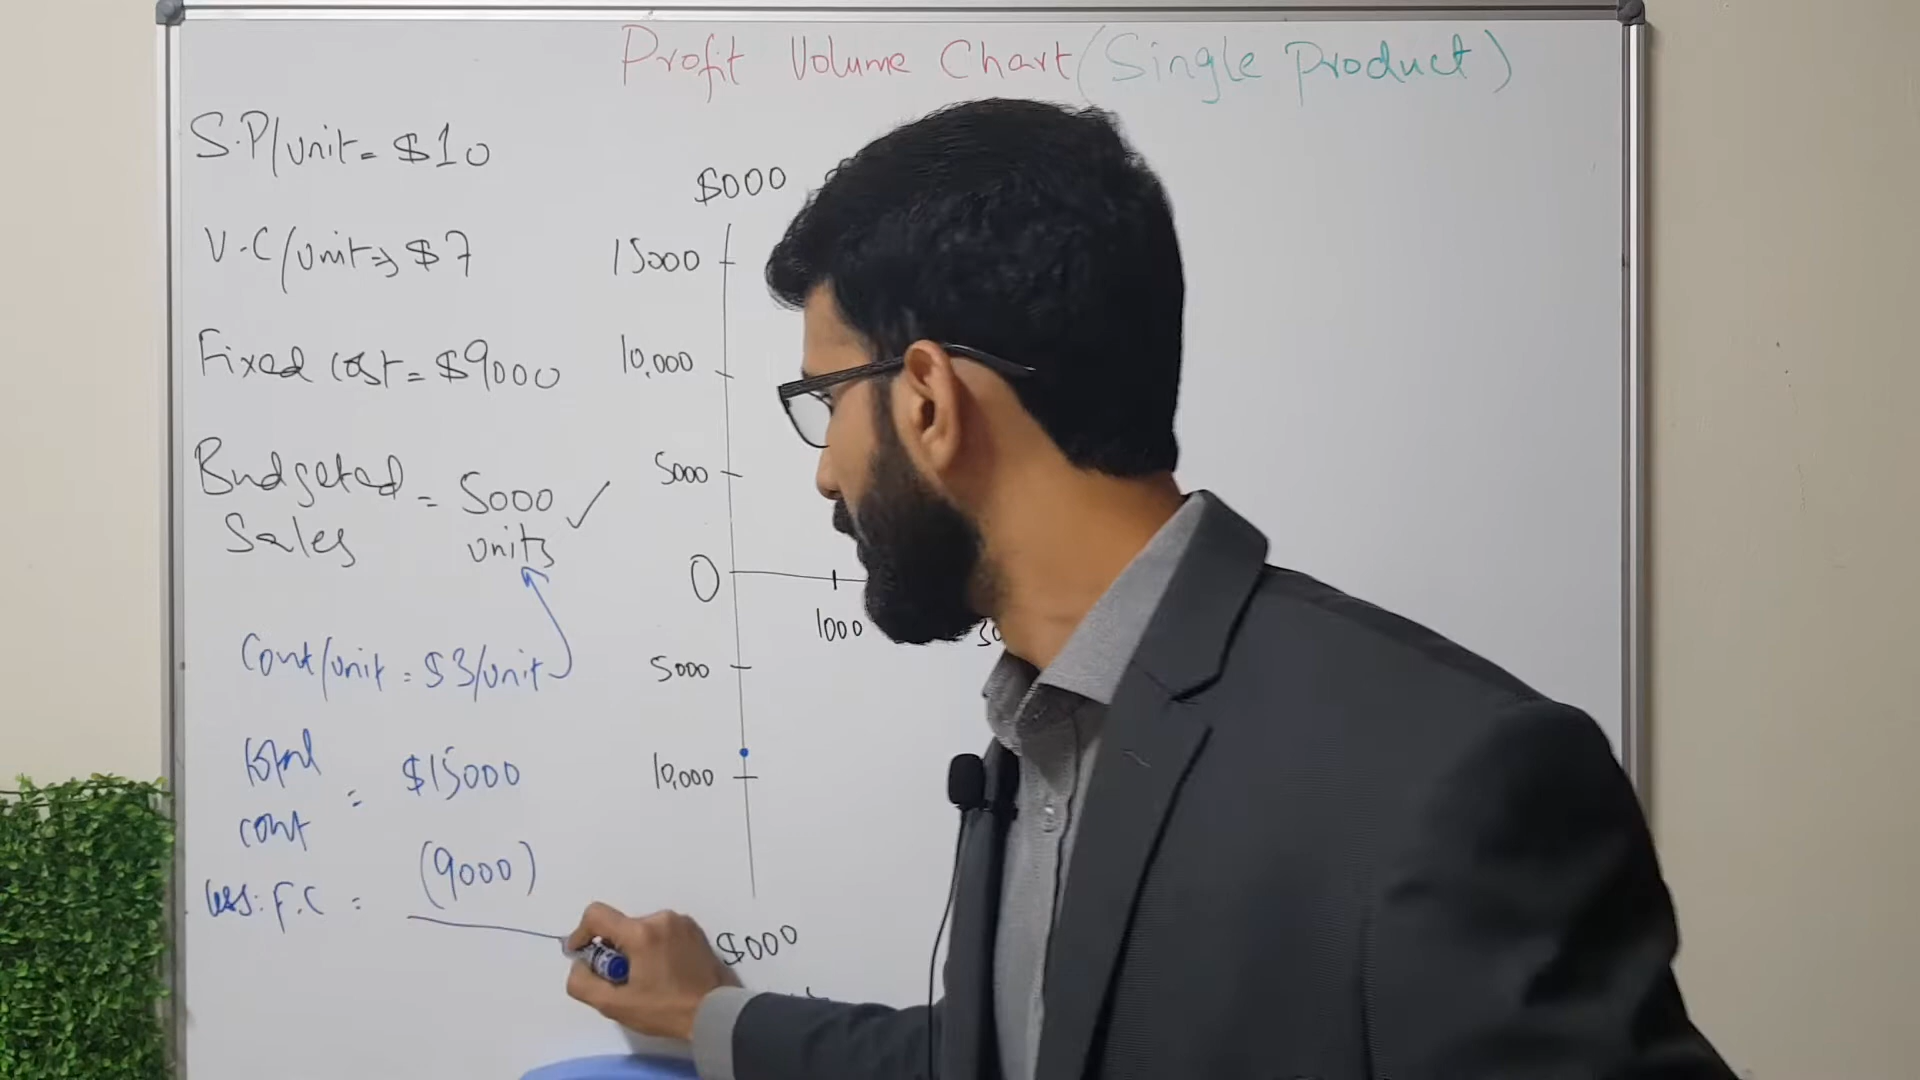 Profit Volume Chart (Single Product)
S.P/unit = $10
V.C/unit => $7
Fixed cost = $9000
Budgeted Sales = 5000 units ✓
Cont/unit = $3/unit
total cont = $15000
less: F.C = (9000)
$000
15000
10,000
5000
0
1000
5000
10,000
$000